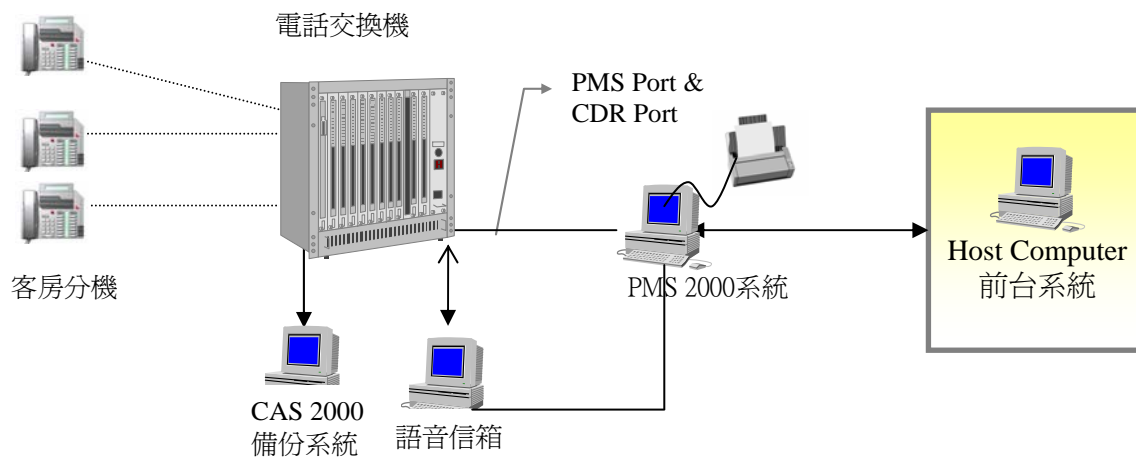 電話交換機
PMS Port &
CDR Port
Host Computer
前台系統
客房分機
PMS 2000系統
CAS 2000
備份系統
語音信箱